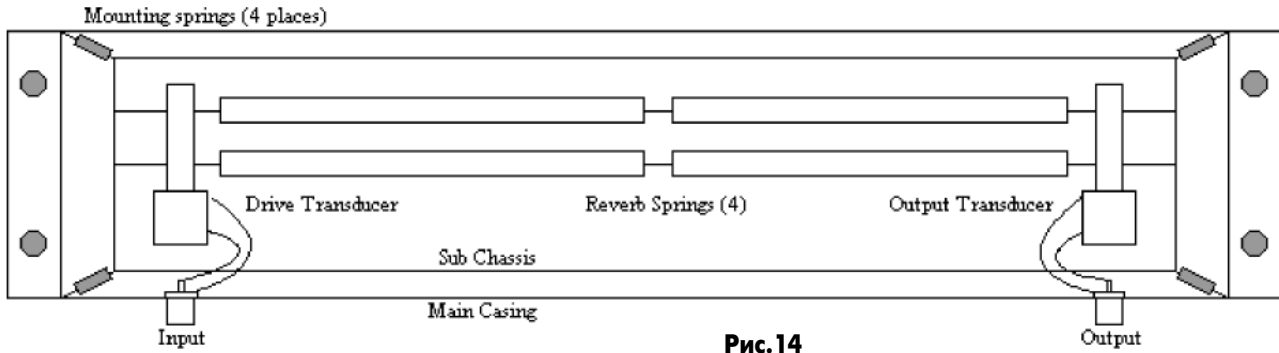 Mounting springs (4 places)
Drive Transducer
Reverb Springs (4)
Output Transducer
Sub Chassis
Main Casing
Input
Output
Рис.14